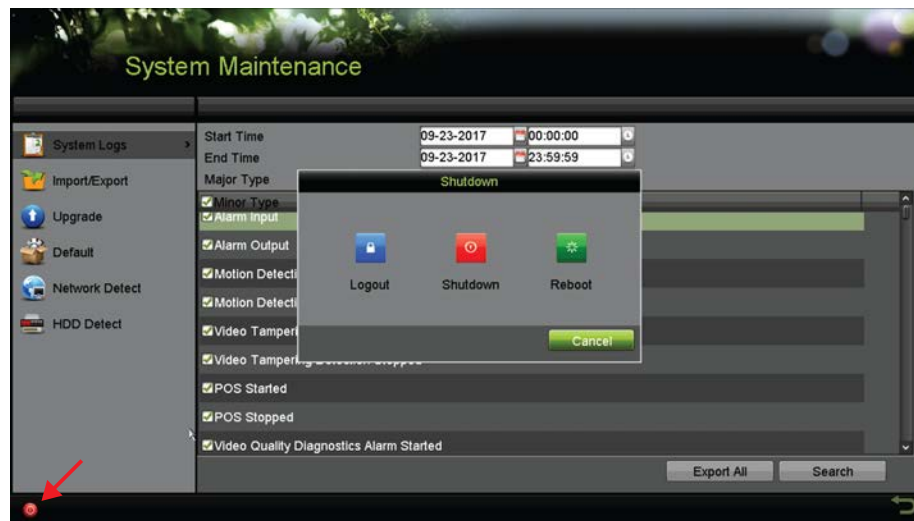 System Maintenance
System Logs
Import/Export
Upgrade
Default
Network Detect
HDD Detect
Start Time 09-23-2017 00:00:00
End Time 09-23-2017 23:59:59
Major Type
Shutdown
Logout
Shutdown
Reboot
Cancel
Minor Type
Alarm Input
Alarm Output
Motion Detecti
Motion Detecti
Video Tamperi
Video Tampering Detection Stopped
POS Started
POS Stopped
Video Quality Diagnostics Alarm Started
Export All
Search